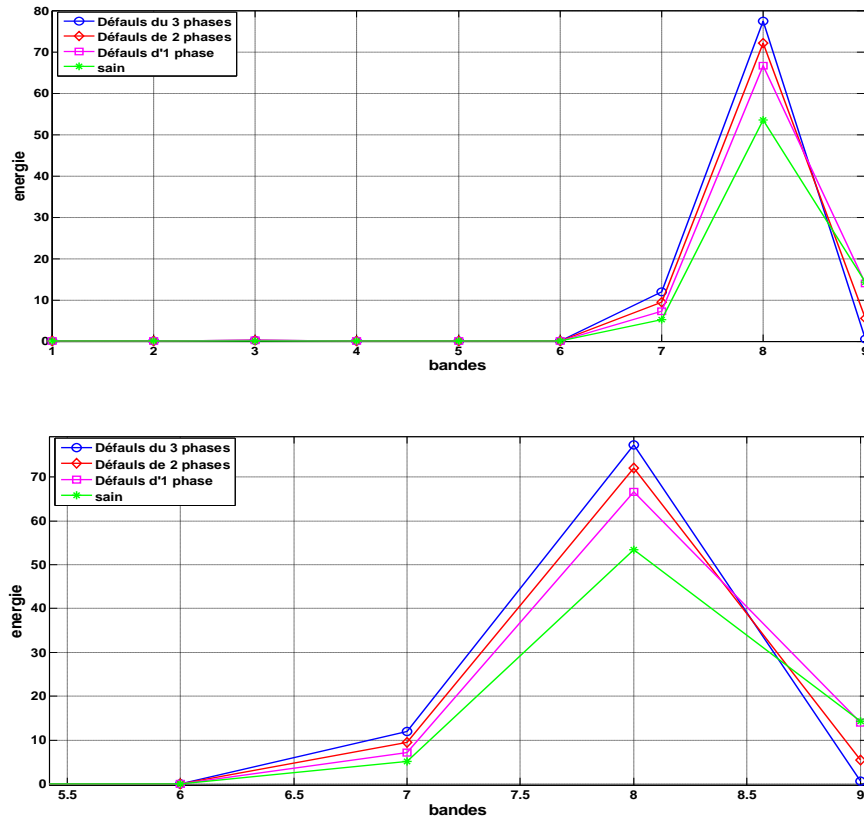 Défauls du 3 phases
Défauls de 2 phases
Défauls d'1 phase
sain
energie
80
70
60
50
40
30
20
10
0
1 2 3 4 5 6 7 8 9
bandes
Défauls du 3 phases
Défauls de 2 phases
Défauls d'1 phase
sain
energie
70
60
50
40
30
20
10
0
5.5 6 6.5 7 7.5 8 8.5 9
bandes